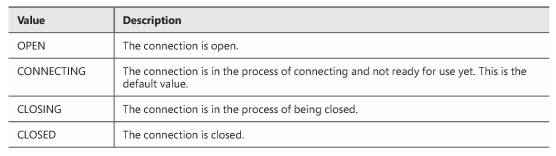 Value Description
OPEN The connection is open.
CONNECTING The connection is in the process of connecting and not ready for use yet. This is the
default value.
CLOSING The connection is in the process of being closed.
CLOSED The connection is closed.